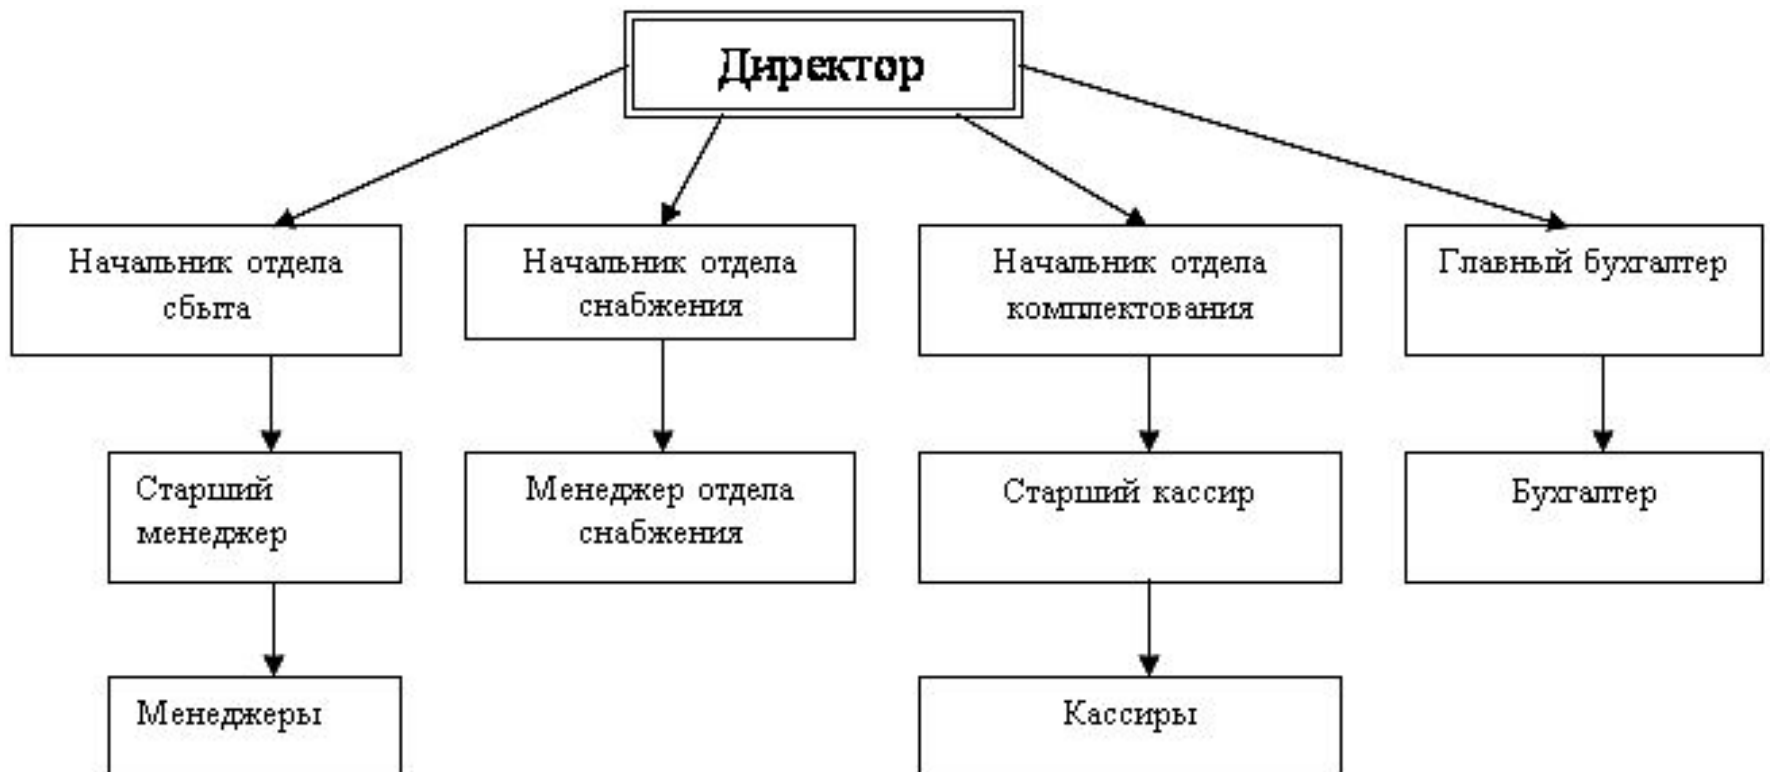 Директор
Начальник отдела
сбыта
Начальник отдела
снабжения
Начальник отдела
комплектования
Главный бухгалтер
Старший
менеджер
Менеджер отдела
снабжения
Старший кассир
Бухгалтер
Менеджеры
Кассиры